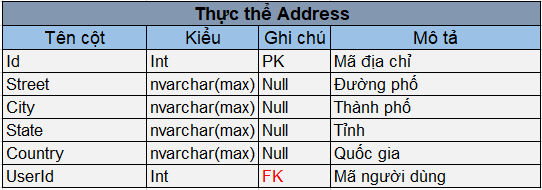 Thực thể Address
Tên cột Kiểu Ghi chú Mô tả
Id Int PK Mã địa chỉ
Street nvarchar(max) Null Đường phố
City nvarchar(max) Null Thành phố
State nvarchar(max) Null Tỉnh
Country nvarchar(max) Null Quốc gia
UserId Int FK Mã người dùng